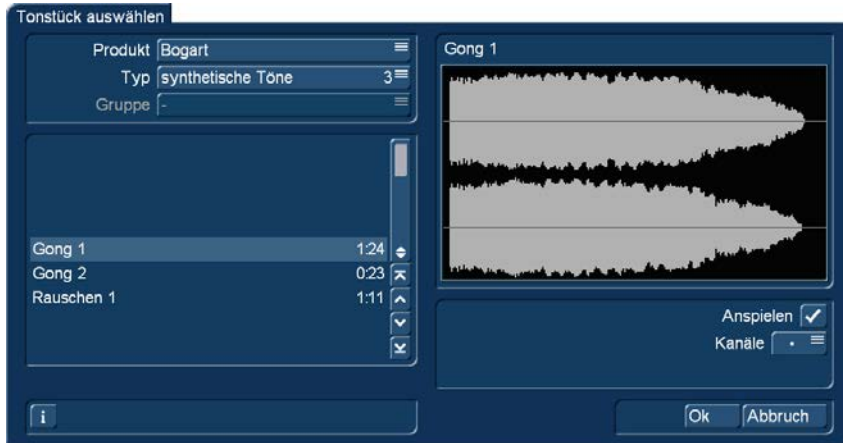 Tonstück auswählen
Produkt Bogart
Typ synthetische Töne 3
Gruppe -
Gong 1 1:24
Gong 2 0:23
Rauschen 1 1:11
i
Gong 1
Anspielen
Kanäle
Ok Abbruch